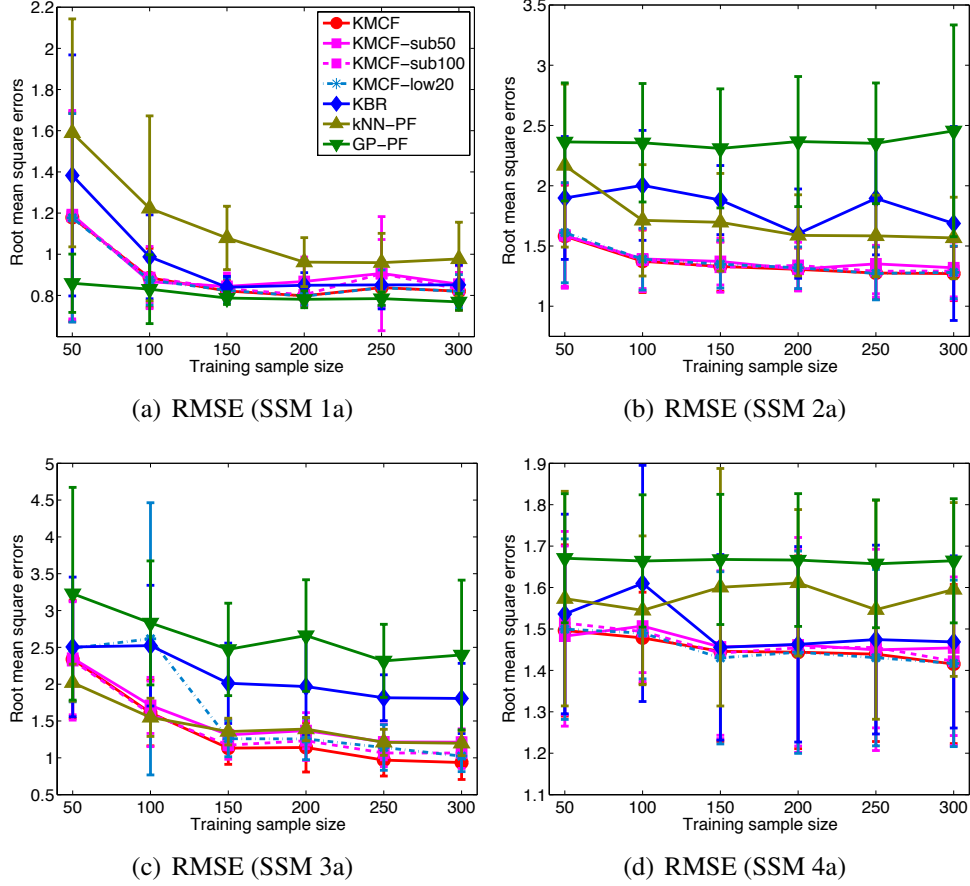 2.2
2
1.8
1.6
1.4
1.2
1
0.8
Root mean square errors
KMCF
KMCF-sub50
KMCF-sub100
KMCF-low20
KBR
kNN-PF
GP-PF
50 100 150 200 250 300
Training sample size
(a) RMSE (SSM 1a)
3.5
3
2.5
2
1.5
1
Root mean square errors
50 100 150 200 250 300
Training sample size
(b) RMSE (SSM 2a)
5
4.5
4
3.5
3
2.5
2
1.5
1
0.5
Root mean square errors
50 100 150 200 250 300
Training sample size
(c) RMSE (SSM 3a)
1.9
1.8
1.7
1.6
1.5
1.4
1.3
1.2
1.1
Root mean square errors
50 100 150 200 250 300
Training sample size
(d) RMSE (SSM 4a)